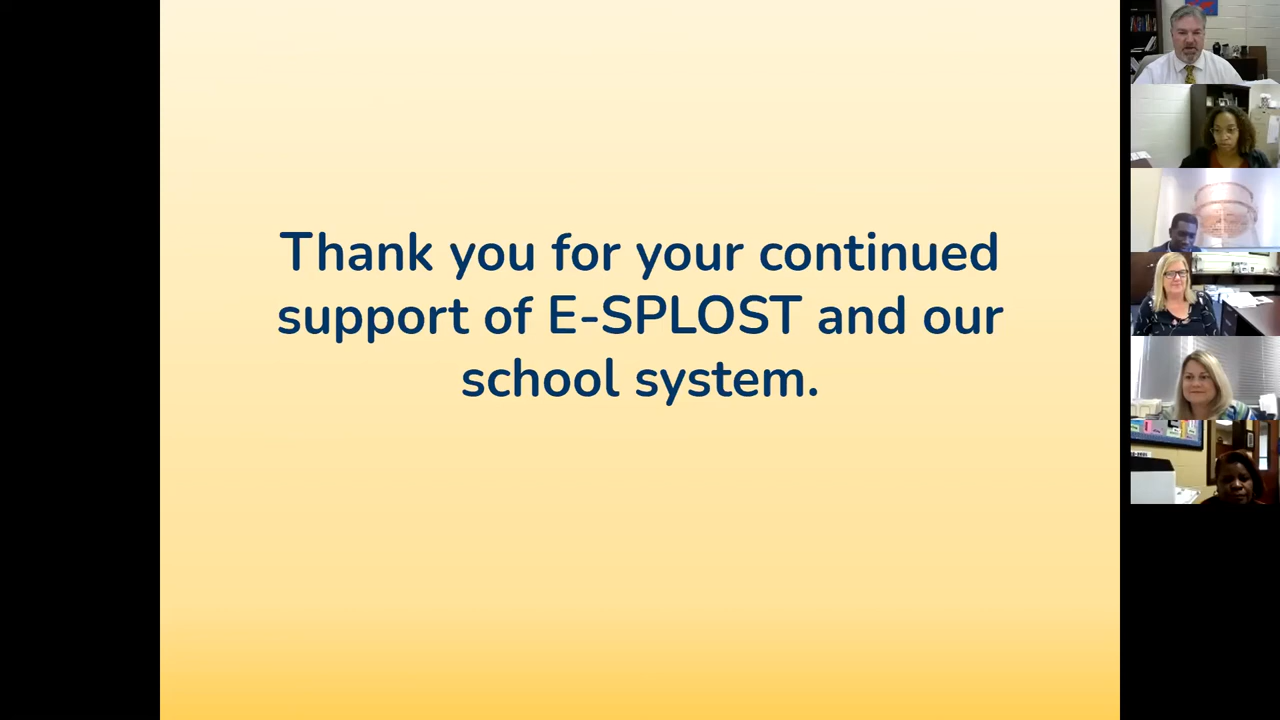 Thank you for your continued
support of E-SPLOST and our
school system.